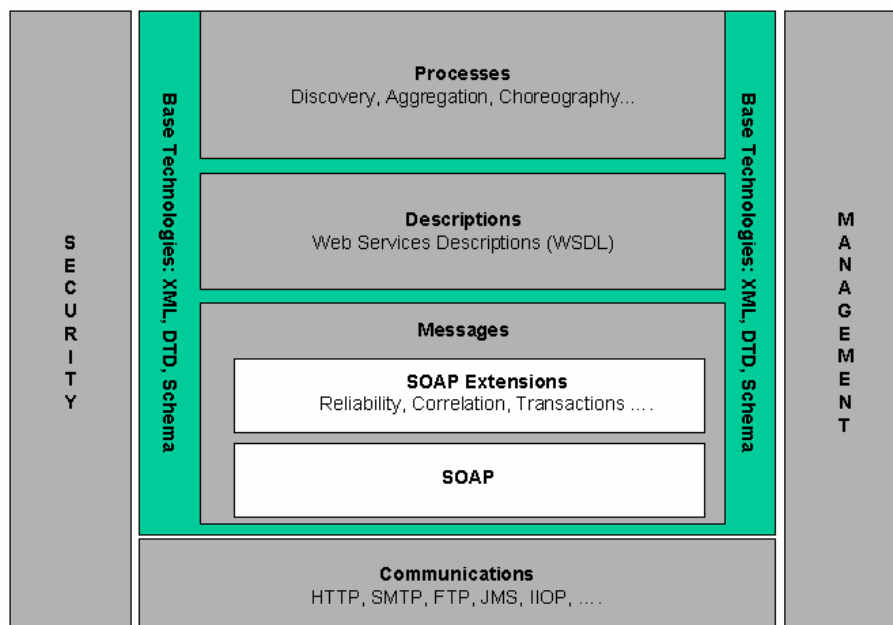 SECURITY
Base Technologies: XML, DTD, Schema
Processes
Discovery, Aggregation, Choreography...
Descriptions
Web Services Descriptions (WSDL)
Messages
SOAP Extensions
Reliability, Correlation, Transactions ....
SOAP
Base Technologies: XML, DTD, Schema
MANAGEMENT
Communications
HTTP, SMTP, FTP, JMS, IIOP, ....